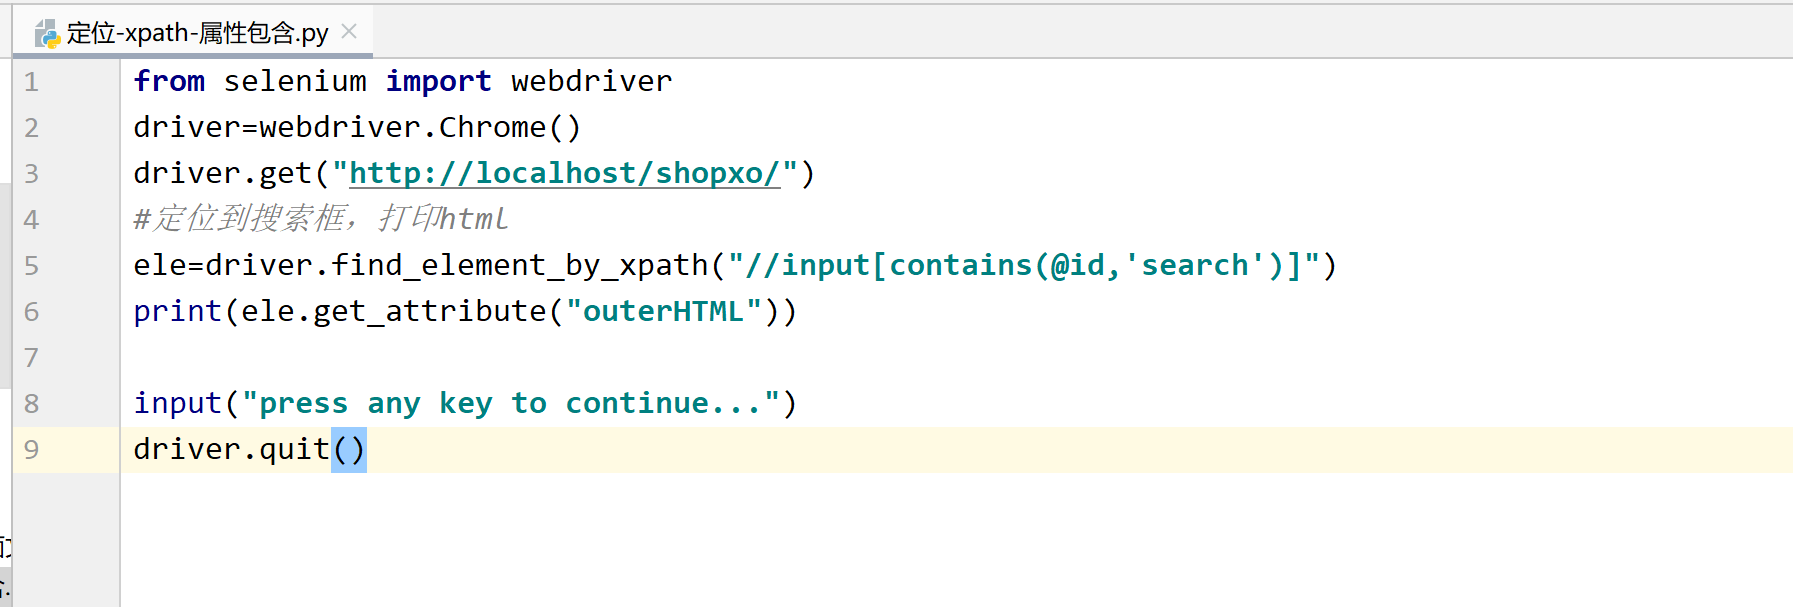 定位-xpath-属性包含.py
1 from selenium import webdriver
2 driver=webdriver.Chrome()
3 driver.get("http://localhost/shopxo/")
4 #定位到搜索框，打印html
5 ele=driver.find_element_by_xpath("//input[contains(@id,'search')]")
6 print(ele.get_attribute("outerHTML"))
7
8 input("press any key to continue...")
9 driver.quit()